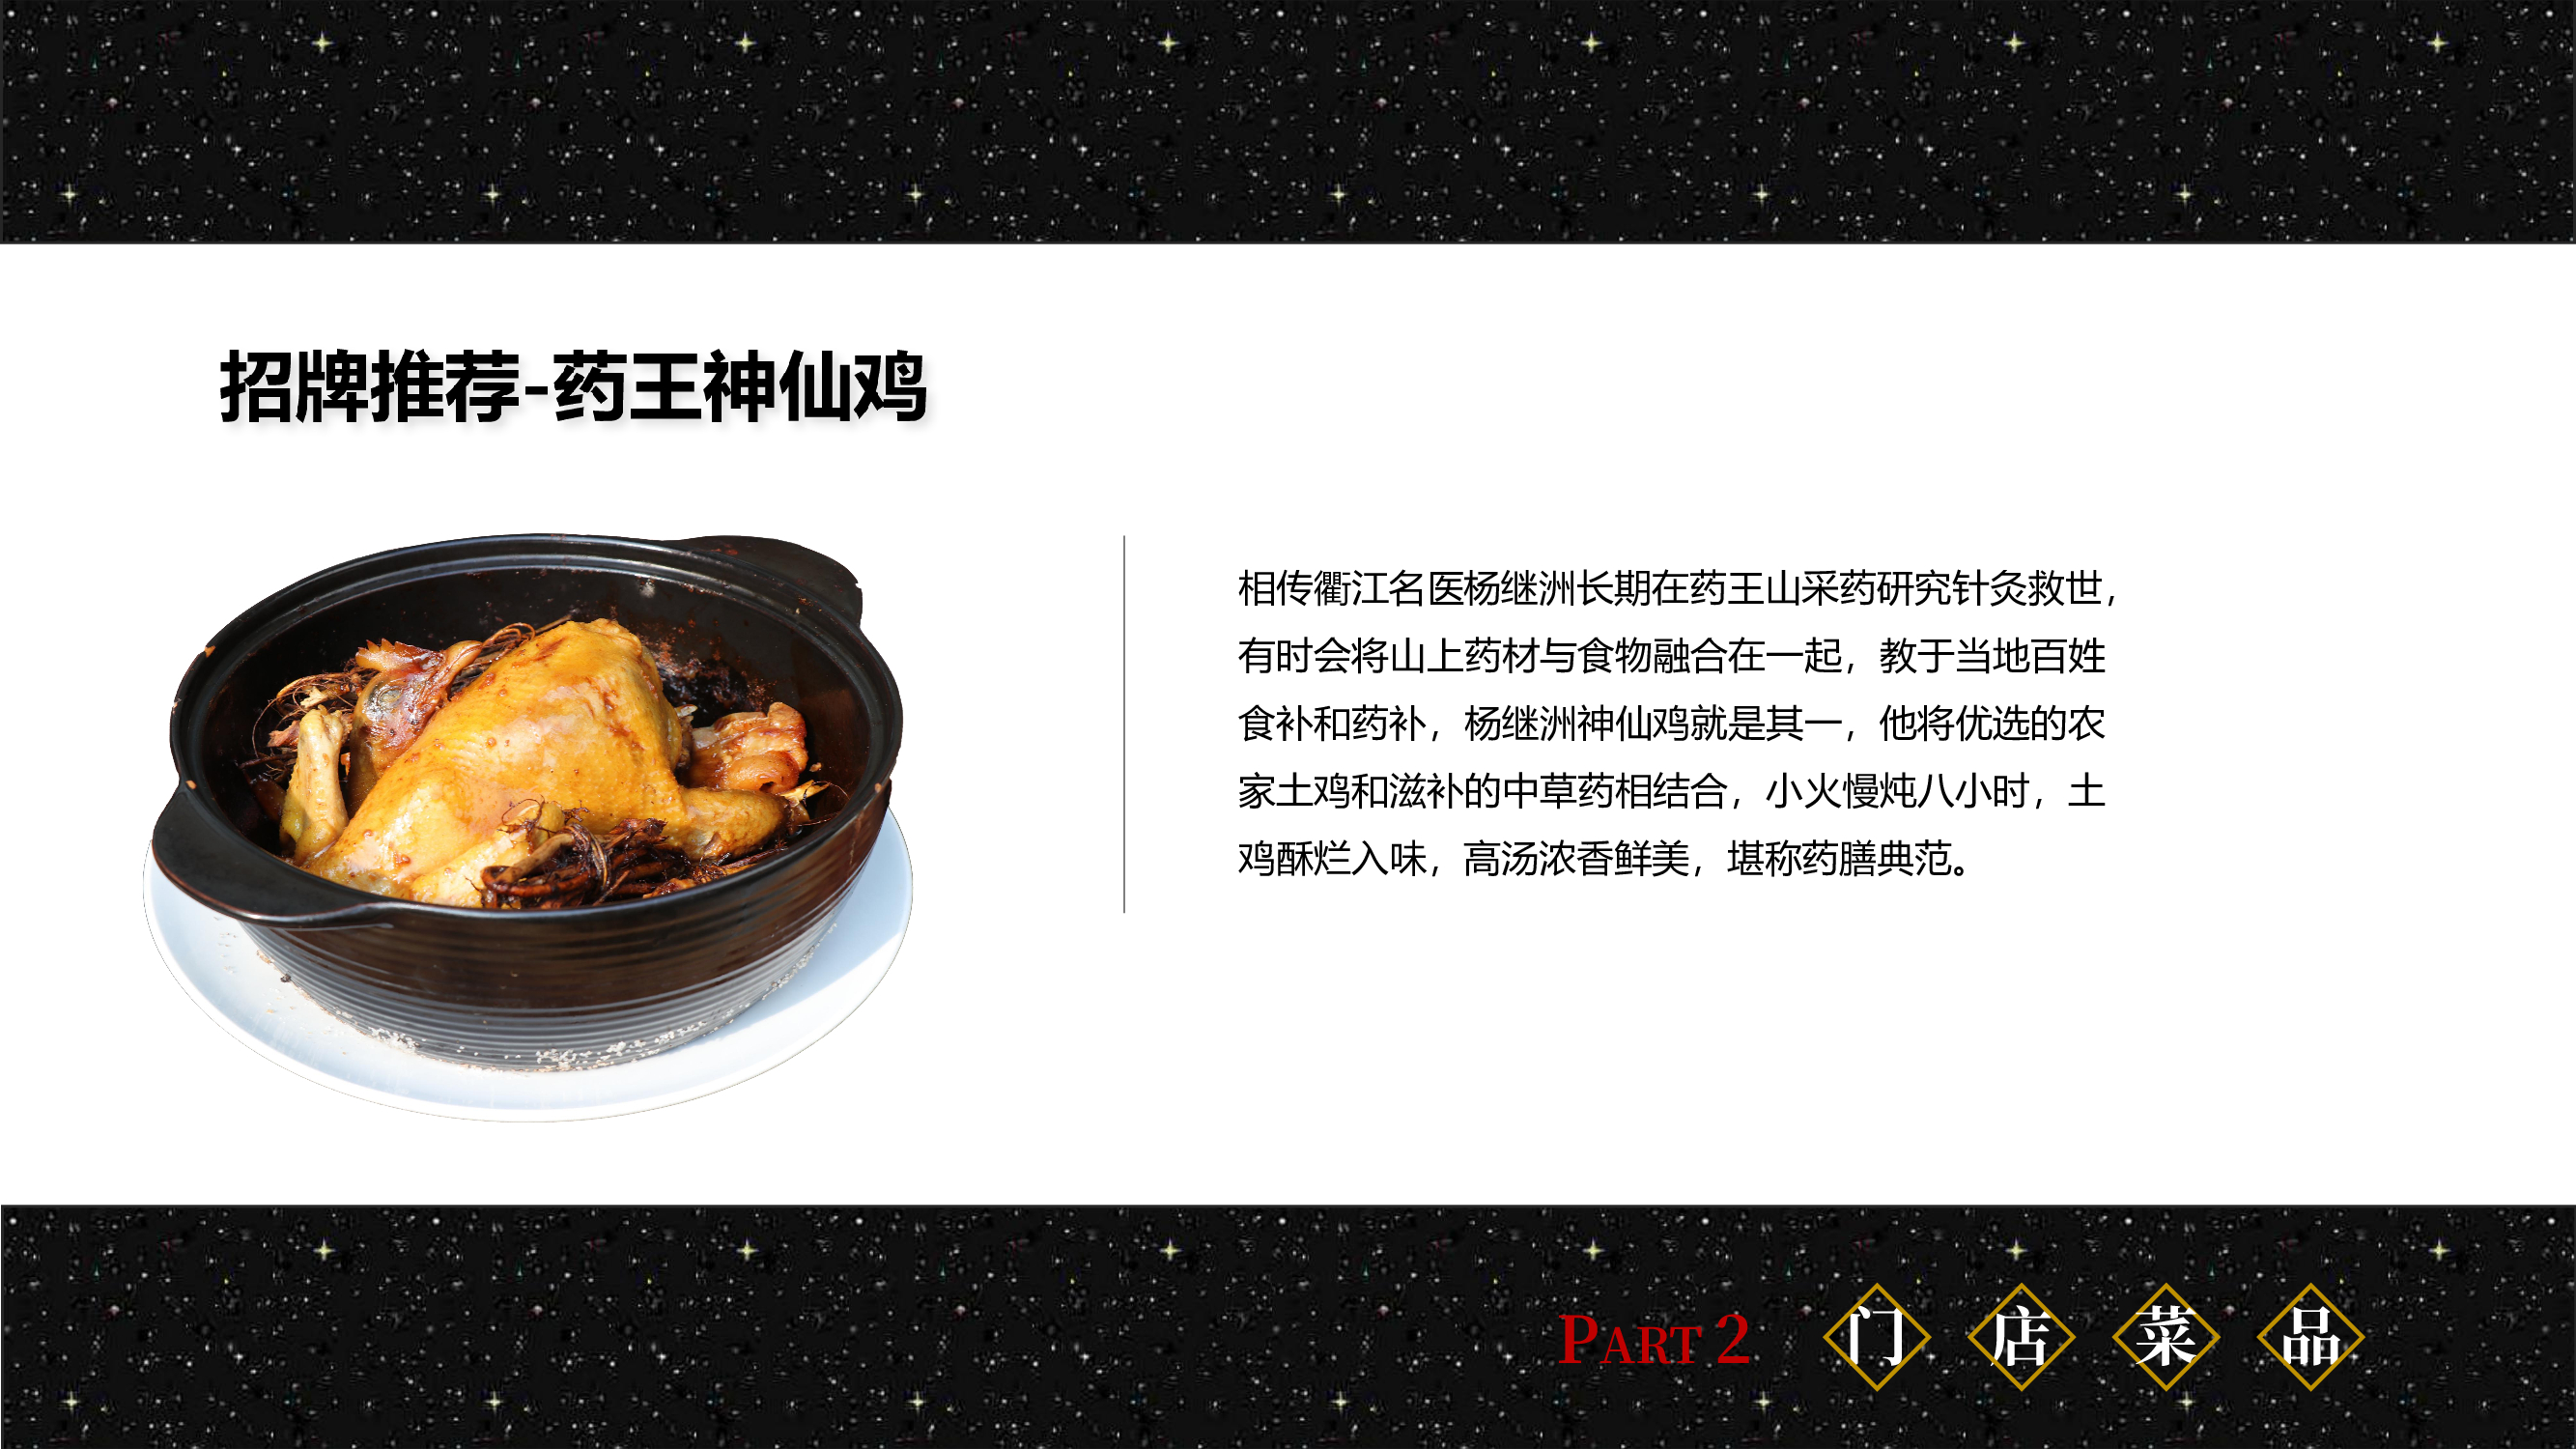 招牌推荐-药王神仙鸡
相传衢江名医杨继洲长期在药王山采药研究针灸救世，
有时会将山上药材与食物融合在一起，教于当地百姓
食补和药补，杨继洲神仙鸡就是其一，他将优选的农
家土鸡和滋补的中草药相结合，小火慢炖八小时，土
鸡酥烂入味，高汤浓香鲜美，堪称药膳典范。
PART 2 门店菜品